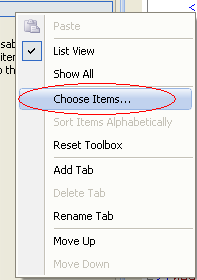 Paste
List View
Show All
Choose Items...
Sort Items Alphabetically
Reset Toolbox
Add Tab
Delete Tab
Rename Tab
Move Up
Move Down